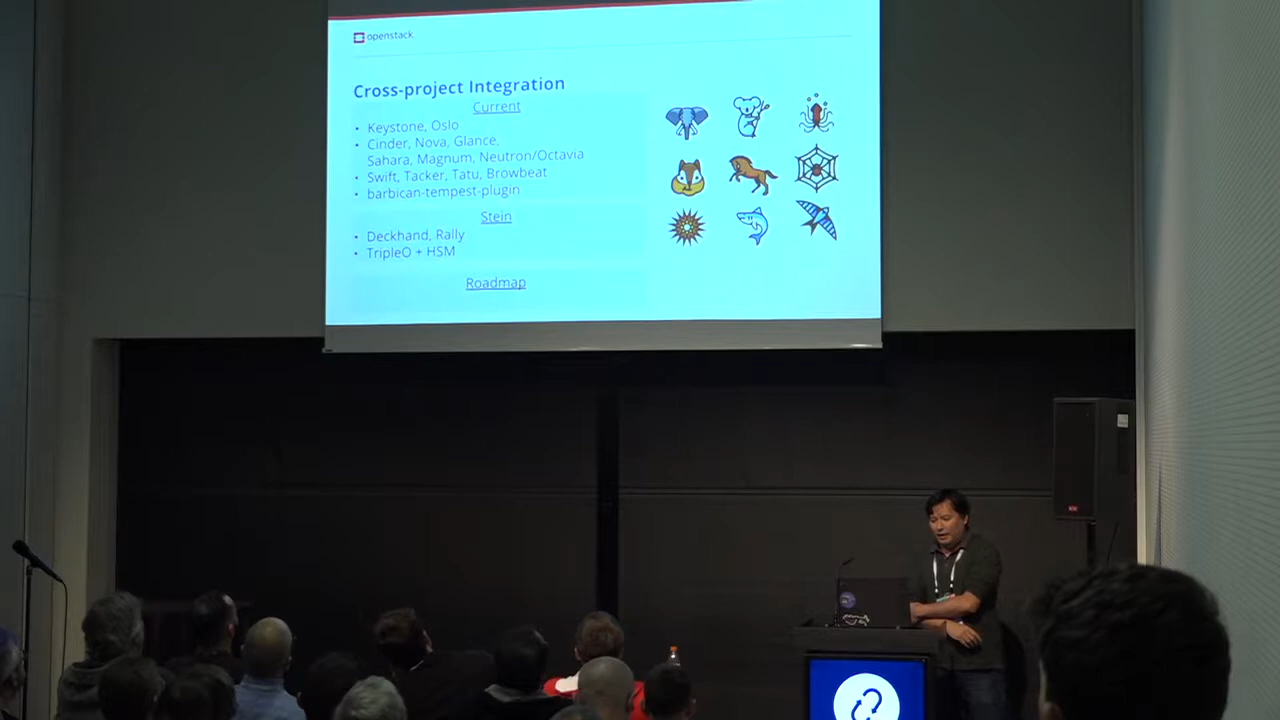 openstack.
Cross-project Integration
Current
• Keystone, Oslo
• Cinder, Nova, Glance,
Sahara, Magnum, Neutron/Octavia
• Swift, Tacker, Tatu, Browbeat
• barbican-tempest-plugin
Stein
• Deckhand, Rally
• TripleO + HSM
Roadmap